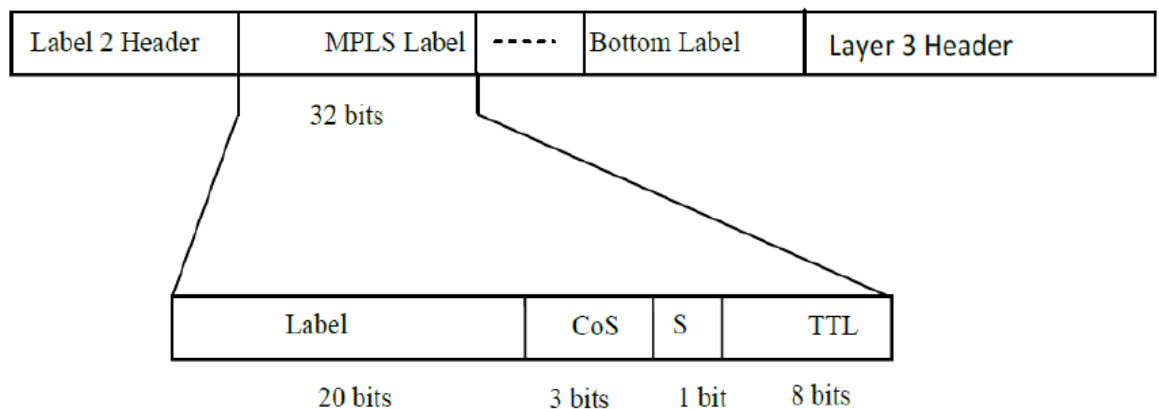 Label 2 Header MPLS Label ----- Bottom Label Layer 3 Header
32 bits
Label CoS S TTL
20 bits 3 bits 1 bit 8 bits